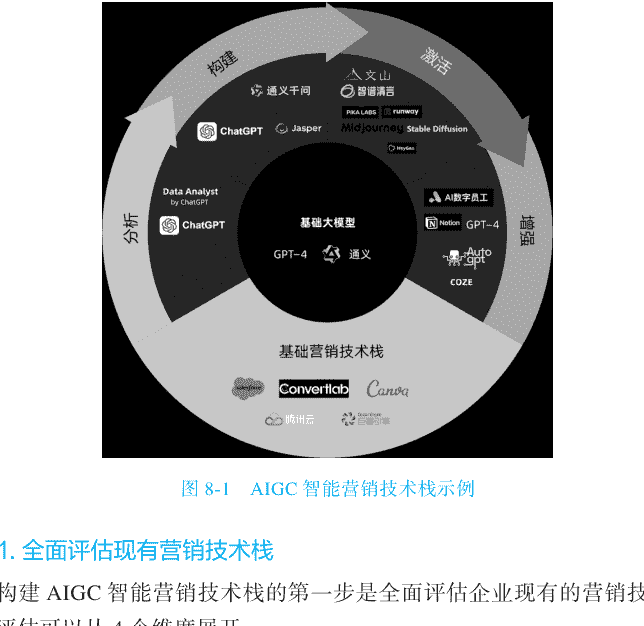 构建
激活
文山
通义千问
智谱清言
PIKA LABS
runway
ChatGPT
Jasper
Midjourney
Stable Diffusion
HeyGen
Data Analyst
by ChatGPT
ChatGPT
AI数字员工
Notion
GPT-4
Auto
gpt
COZE
分析
增强
基础大模型
GPT-4
通义
基础营销技术栈
salesforce
Convertlab
Canva
腾讯云
图 8-1 AIGC 智能营销技术栈示例
1. 全面评估现有营销技术栈
构建 AIGC 智能营销技术栈的第一步是全面评估企业现有的营销技